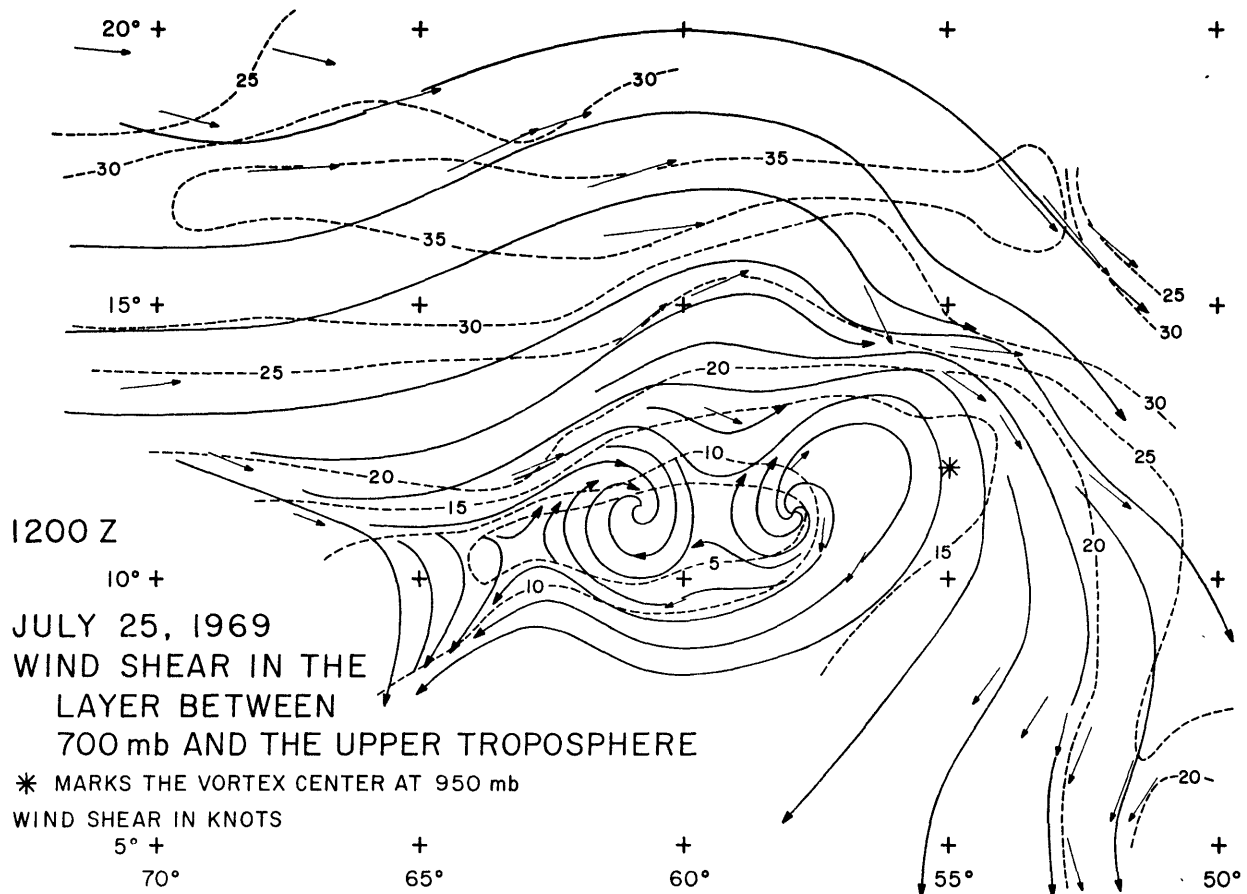 20°
25
30
30
35
35
15°
30
25
30
25
20
30
10
25
20
15
1200 Z
20
15
5
10° 10
JULY 25, 1969
WIND SHEAR IN THE
LAYER BETWEEN
700 mb AND THE UPPER TROPOSPHERE
20
✳ MARKS THE VORTEX CENTER AT 950 mb
WIND SHEAR IN KNOTS
5°
70° 65° 60° 55° 50°